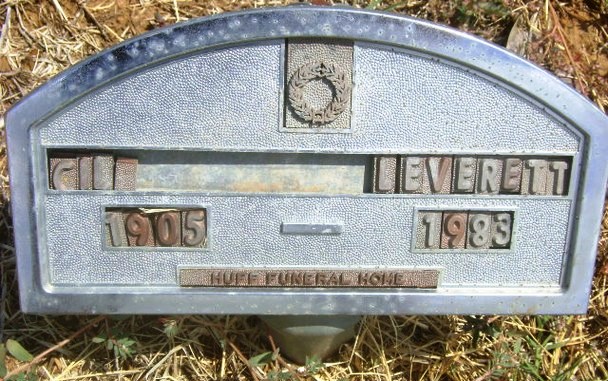 GIL LEVERETT
1905 - 1983
HUFF FUNERAL HOME